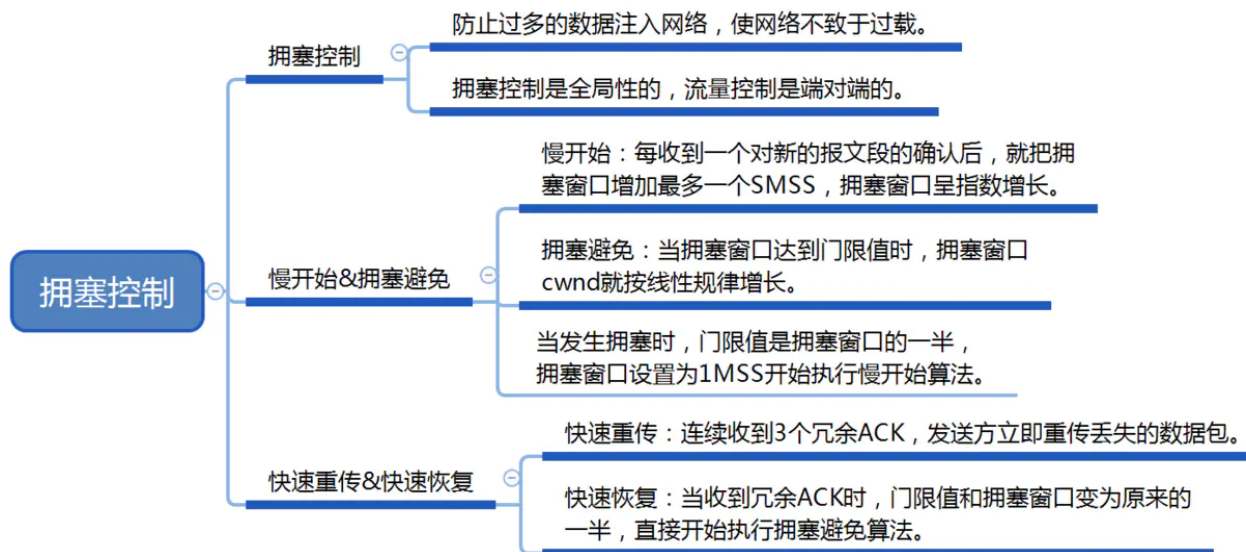 防止过多的数据注入网络，使网络不致于过载。
拥塞控制
拥塞控制是全局性的，流量控制是端对端的。
慢开始：每收到一个对新的报文段的确认后，就把拥
塞窗口增加最多一个SMSS，拥塞窗口呈指数增长。
拥塞避免：当拥塞窗口达到门限值时，拥塞窗口
cwnd就按线性规律增长。
慢开始&拥塞避免
拥塞控制
当发生拥塞时，门限值是拥塞窗口的一半，
拥塞窗口设置为1MSS开始执行慢开始算法。
快速重传：连续收到3个冗余ACK，发送方立即重传丢失的数据包。
快速重传&快速恢复
快速恢复：当收到冗余ACK时，门限值和拥塞窗口变为原来的
一半，直接开始执行拥塞避免算法。